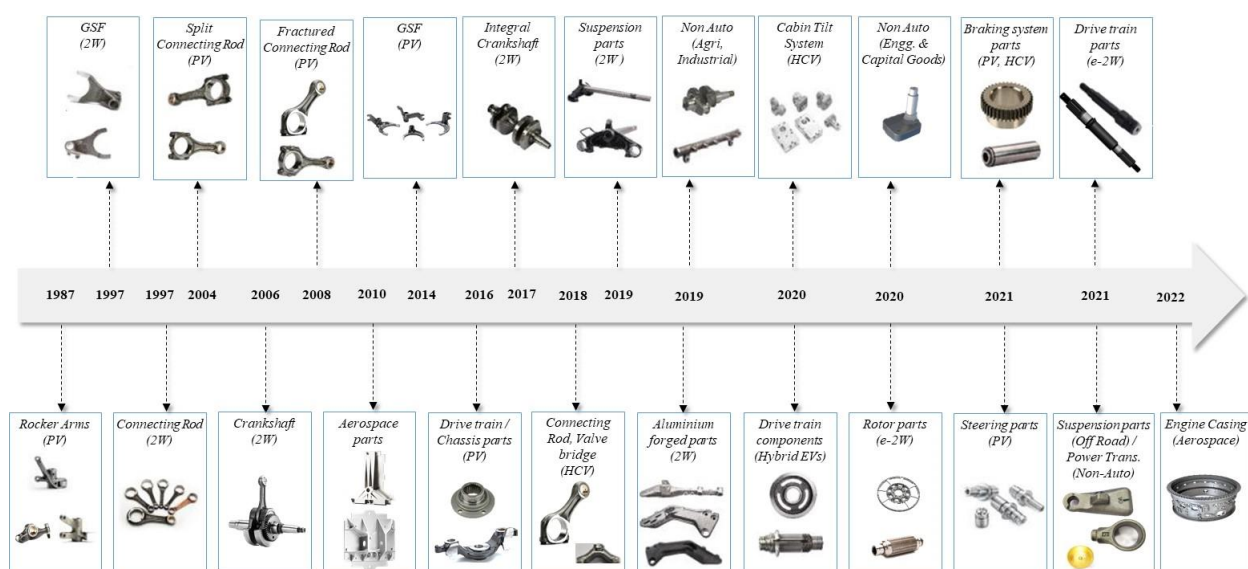 GSF
(2W)
Split
Connecting Rod
(PV)
Fractured
Connecting Rod
(PV)
GSF
(PV)
Integral
Crankshaft
(2W)
Suspension
parts
(2W )
Non Auto
(Agri,
Industrial)
Cabin Tilt
System
(HCV)
Non Auto
(Engg. &
Capital Goods)
Braking system
parts
(PV, HCV)
Drive train
parts
(e-2W)
1987 1997 1997 2004 2006 2008 2010 2014 2016 2017 2018 2019 2019 2020 2020 2021 2021 2022
Rocker Arms
(PV)
Connecting Rod
(2W)
Crankshaft
(2W)
Aerospace
parts
Drive train /
Chassis parts
(PV)
Connecting
Rod, Valve
bridge
(HCV)
Aluminium
forged parts
(2W)
Drive train
components
(Hybrid EVs)
Rotor parts
(e-2W)
Steering parts
(PV)
Suspension parts
(Off Road) /
Power Trans.
(Non-Auto)
Engine Casing
(Aerospace)